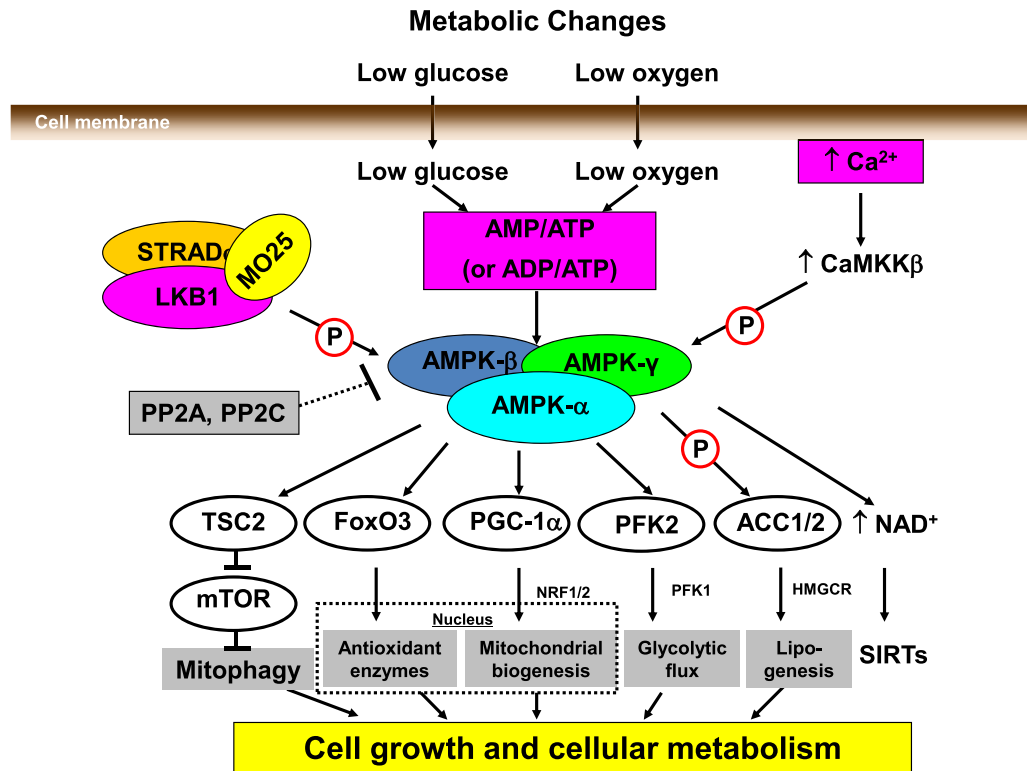 Metabolic Changes
Low glucose
Low oxygen
Cell membrane
Low glucose
Low oxygen
↑ Ca²⁺
STRADα
MO25
LKB1
AMP/ATP
(or ADP/ATP)
↑ CaMKKβ
P
P
AMPK-β
AMPK-γ
AMPK-α
PP2A, PP2C
P
TSC2
FoxO3
PGC-1α
PFK2
ACC1/2
↑ NAD⁺
mTOR
NRF1/2
PFK1
HMGCR
Nucleus
Mitophagy
Antioxidant
enzymes
Mitochondrial
biogenesis
Glycolytic
flux
Lipo-
genesis
SIRTs
Cell growth and cellular metabolism